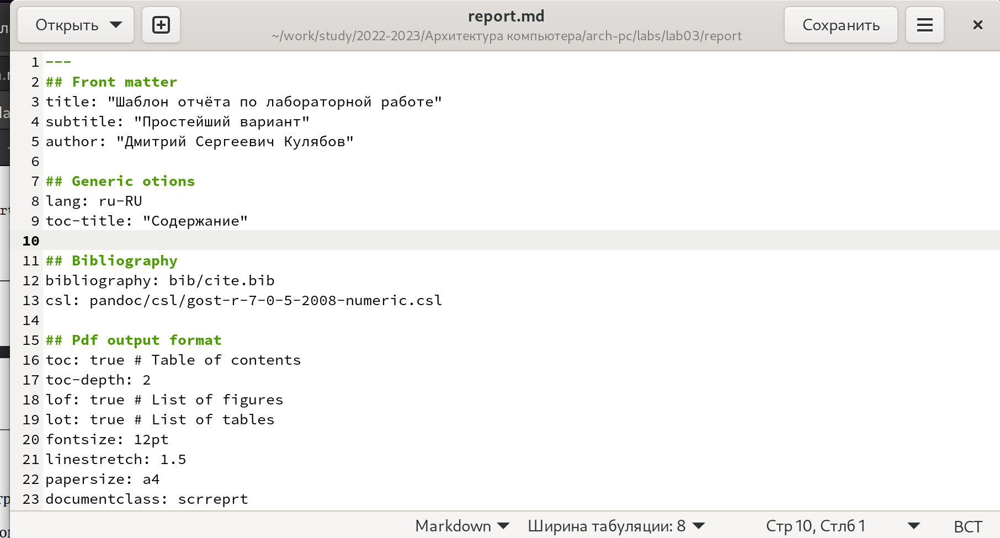 Открыть
report.md
~/work/study/2022-2023/Архитектура компьютера/arch-pc/labs/lab03/report
Сохранить
1 ---
2 ## Front matter
3 title: "Шаблон отчёта по лабораторной работе"
4 subtitle: "Простейший вариант"
5 author: "Дмитрий Сергеевич Кулябов"
6
7 ## Generic otions
8 lang: ru-RU
9 toc-title: "Содержание"
10
11 ## Bibliography
12 bibliography: bib/cite.bib
13 csl: pandoc/csl/gost-r-7-0-5-2008-numeric.csl
14
15 ## Pdf output format
16 toc: true # Table of contents
17 toc-depth: 2
18 lof: true # List of figures
19 lot: true # List of tables
20 fontsize: 12pt
21 linestretch: 1.5
22 papersize: a4
23 documentclass: scrreprt
Markdown Ширина табуляции: 8 Стр 10, Стлб 1 ВСТ